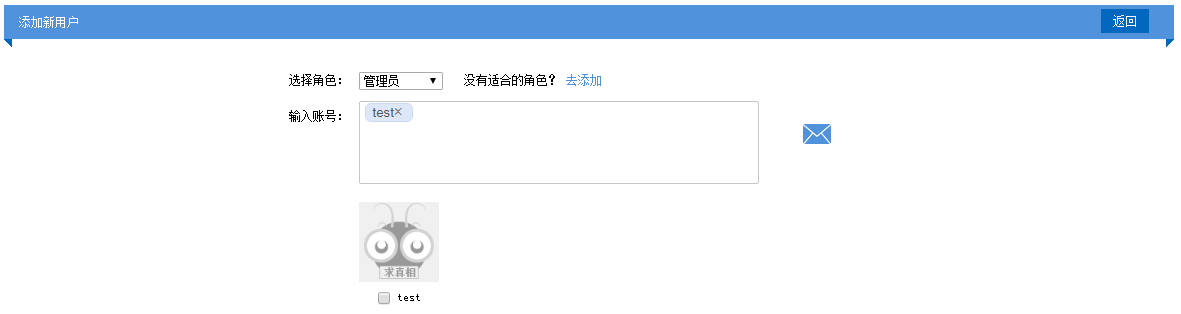 添加新用户 返回
选择角色： 管理员 没有适合的角色？ 去添加
输入账号： test×
求真相
test